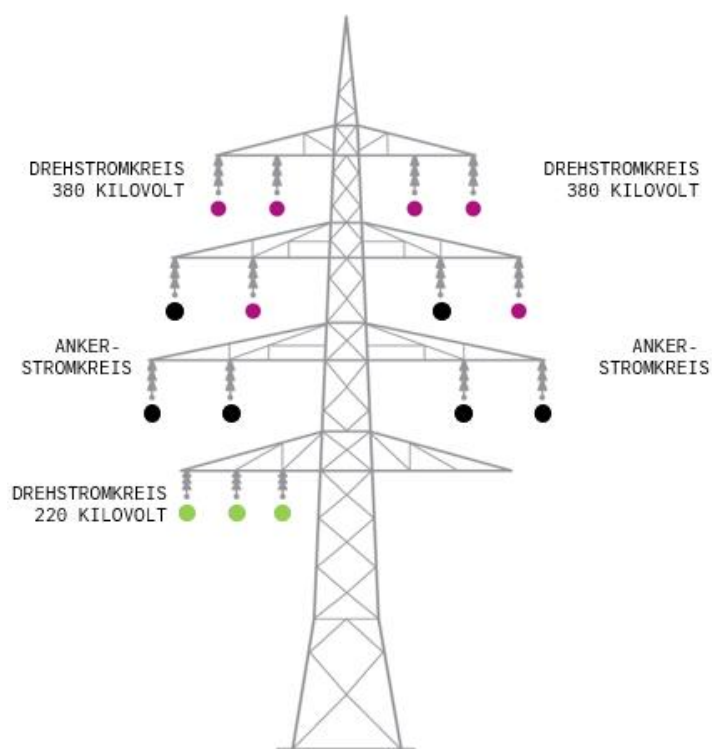 DREHSTROMKREIS
380 KILOVOLT
DREHSTROMKREIS
380 KILOVOLT
ANKER-
STROMKREIS
ANKER-
STROMKREIS
DREHSTROMKREIS
220 KILOVOLT